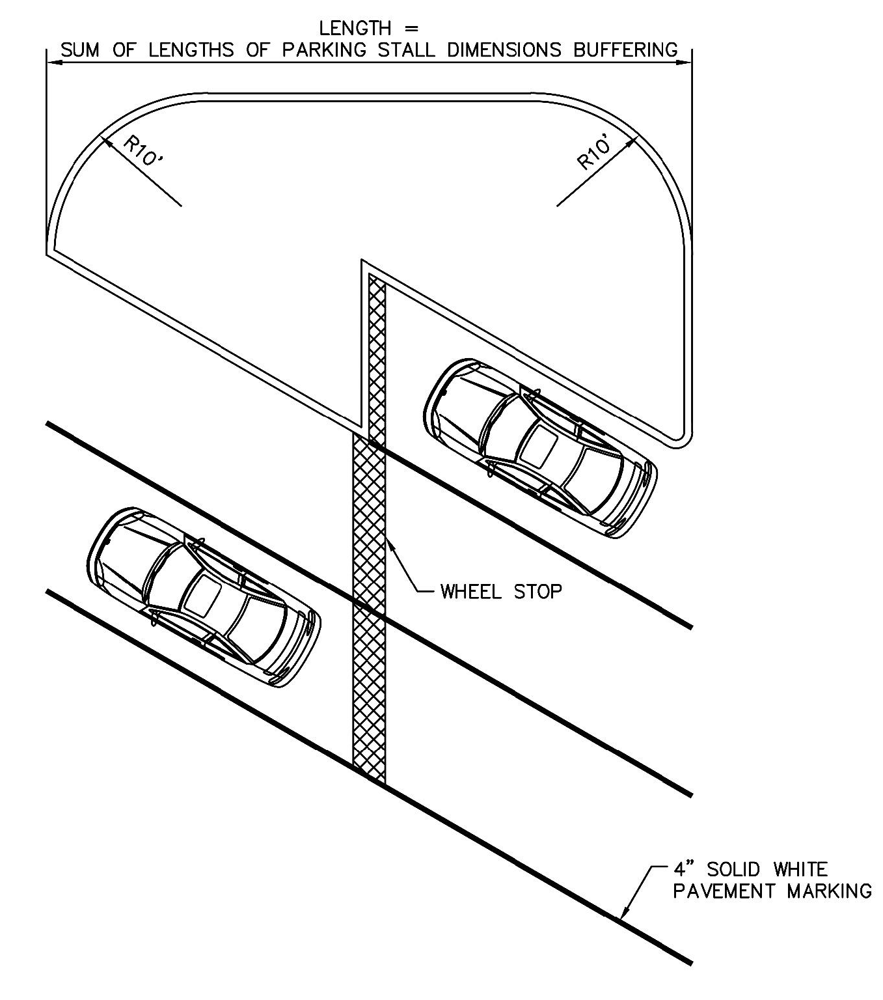 LENGTH =
SUM OF LENGTHS OF PARKING STALL DIMENSIONS BUFFERING
R10'
R10'
WHEEL STOP
4" SOLID WHITE
PAVEMENT MARKING